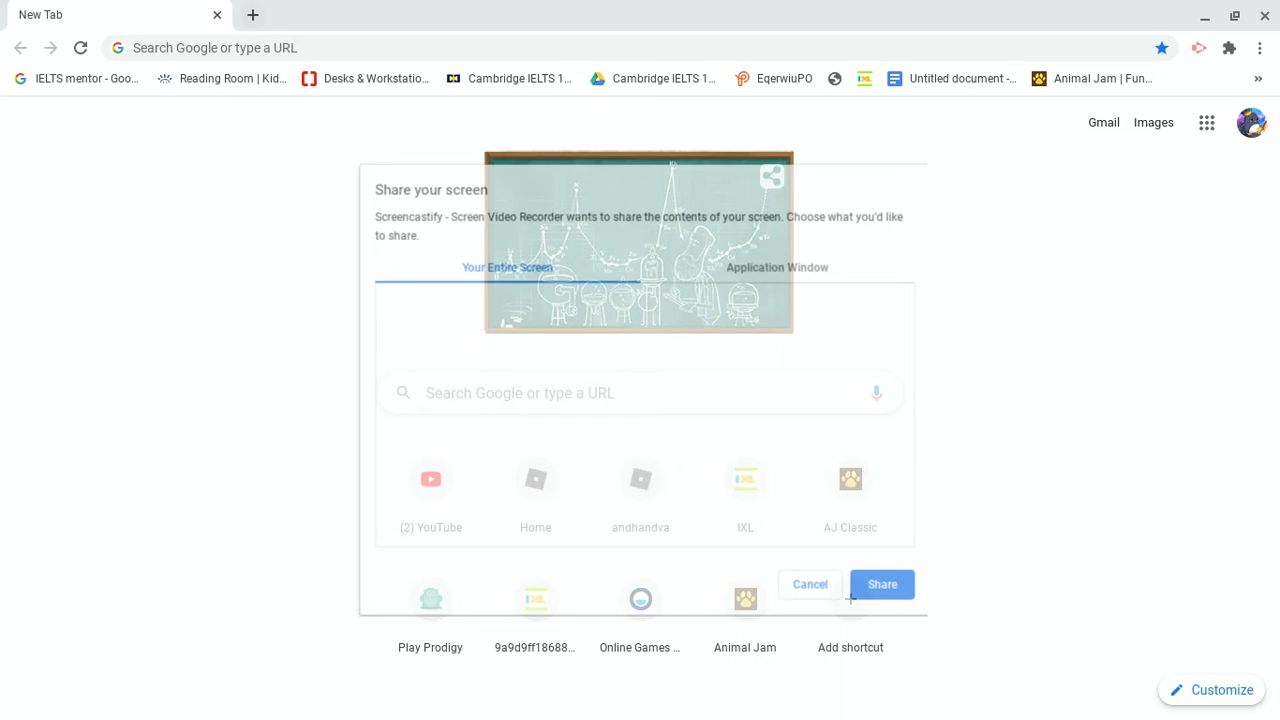 New Tab
Search Google or type a URL
IELTS mentor - Goo...
Reading Room | Kid...
Desks & Workstatio...
Cambridge IELTS 1...
Cambridge IELTS 1...
EqerwiuPO
IXL
Untitled document -...
Animal Jam | Fun...
Gmail
Images
Share your screen
Screencastify - Screen Video Recorder wants to share the contents of your screen. Choose what you'd like
to share.
Your Entire Screen
Application Window
Search Google or type a URL
IXL
(2) YouTube
Home
andhandva
IXL
AJ Classic
Cancel
Share
IXL
Play Prodigy
9a9d9ff18688...
Online Games ...
Animal Jam
Add shortcut
Customize